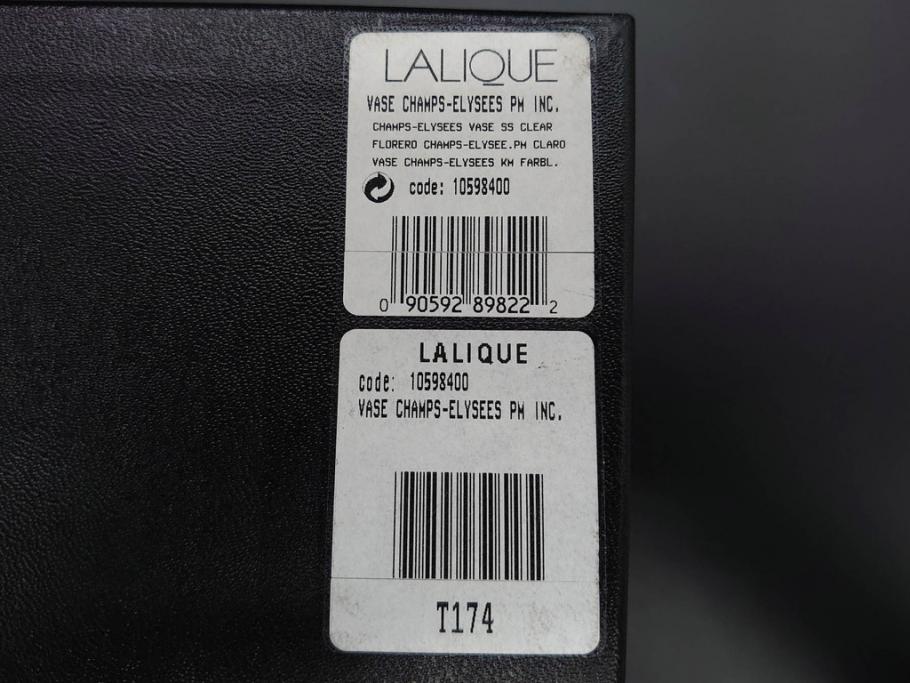 LALIQUE
VASE CHAMPS-ELYSEES PM INC.
CHAMPS-ELYSEES VASE SS CLEAR
FLORERO CHAMPS-ELYSEE.PM CLARO
VASE CHAMPS-ELYSEES KM FARBL.
code: 10598400
0 90592 89822 2
LALIQUE
code: 10598400
VASE CHAMPS-ELYSEES PM INC.
T174